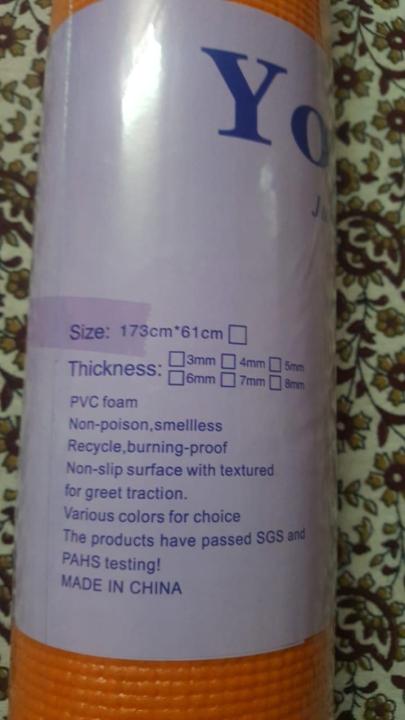 Yo
Size: 173cm*61cm
Thickness: 3mm 4mm 5mm
6mm 7mm 8mm
PVC foam
Non-poison,smellless
Recycle,burning-proof
Non-slip surface with textured
for greet traction.
Various colors for choice
The products have passed SGS and
PAHS testing!
MADE IN CHINA